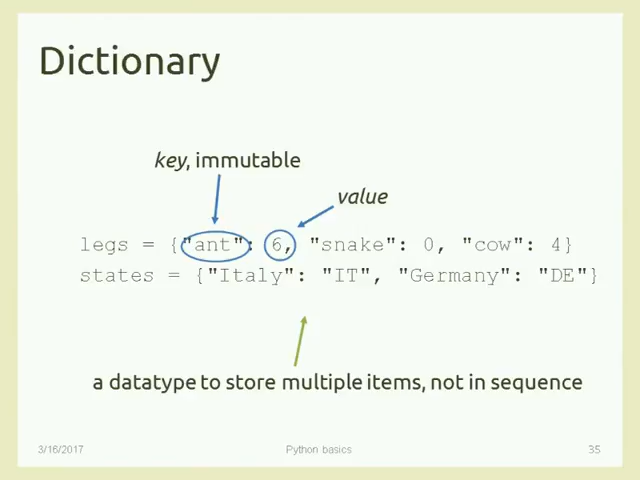 Dictionary
key, immutable
value
legs = {"ant": 6, "snake": 0, "cow": 4}
states = {"Italy": "IT", "Germany": "DE"}
a datatype to store multiple items, not in sequence
3/16/2017 Python basics 35